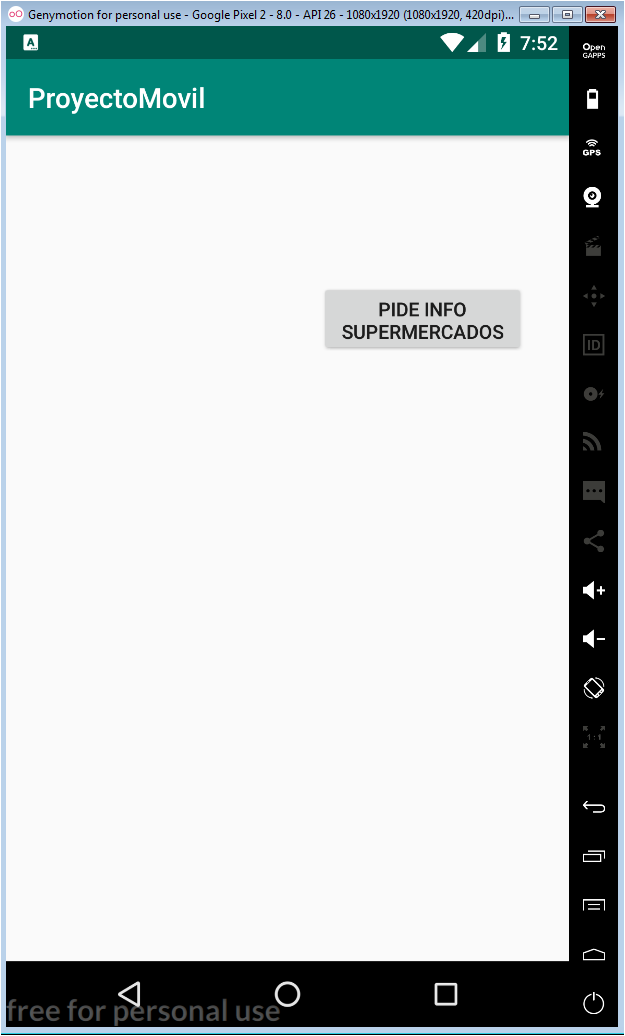 Genymotion for personal use - Google Pixel 2 - 8.0 - API 26 - 1080x1920 (1080x1920, 420dpi)...
A
7:52
Open
GAPPS
ProyectoMovil
GPS
PIDE INFO
SUPERMERCADOS
ID
1:1
free for personal use